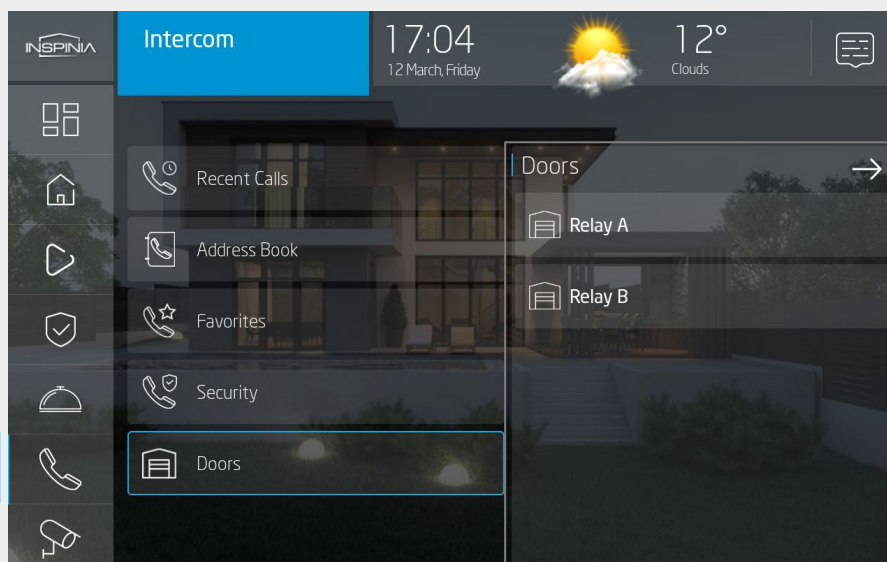 INSPINIA
Intercom
17:04
12 March, Friday
12°
Clouds
Recent Calls
Address Book
Favorites
Security
Doors
Doors
Relay A
Relay B